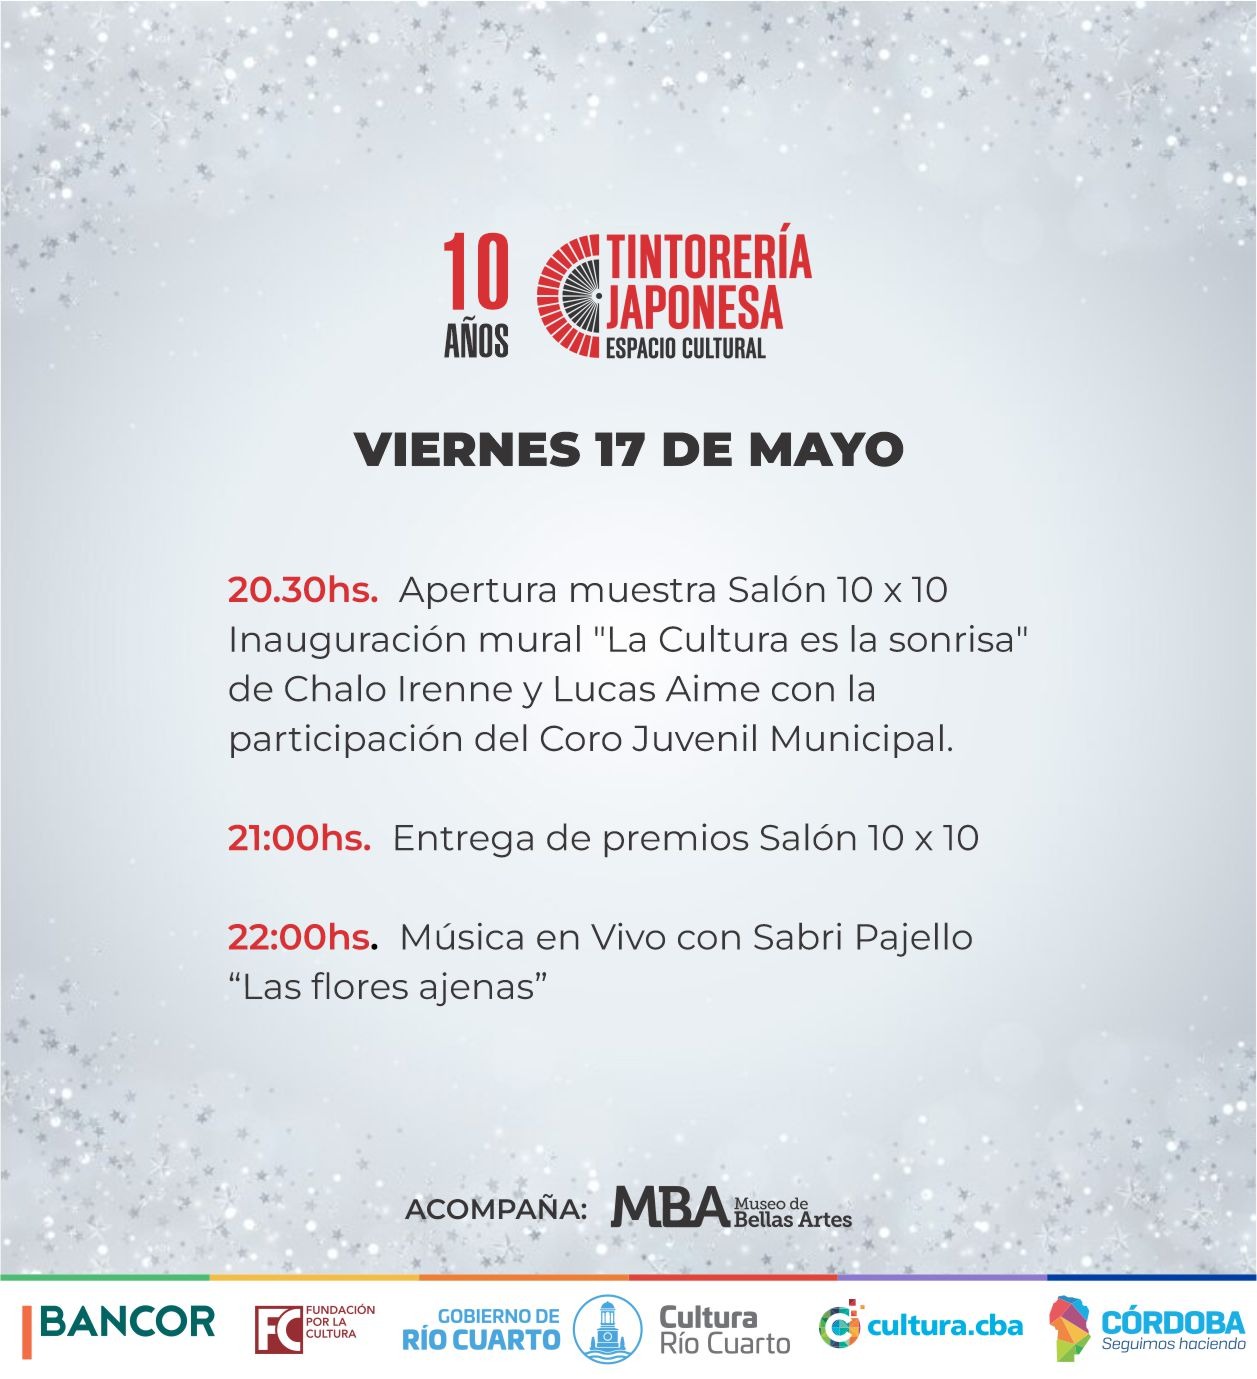 10
AÑOS
TINTORERÍA
JAPONESA
ESPACIO CULTURAL
VIERNES 17 DE MAYO
20.30hs. Apertura muestra Salón 10 x 10
Inauguración mural "La Cultura es la sonrisa"
de Chalo Irenne y Lucas Aime con la
participación del Coro Juvenil Municipal.
21:00hs. Entrega de premios Salón 10 x 10
22:00hs. Música en Vivo con Sabri Pajello
“Las flores ajenas”
ACOMPAÑA: MBA Museo de
Bellas Artes
BANCOR
FC FUNDACIÓN
POR LA
CULTURA
GOBIERNO DE
RÍO CUARTO
Cultura
Río Cuarto
cultura.cba
CÓRDOBA
Seguimos haciendo